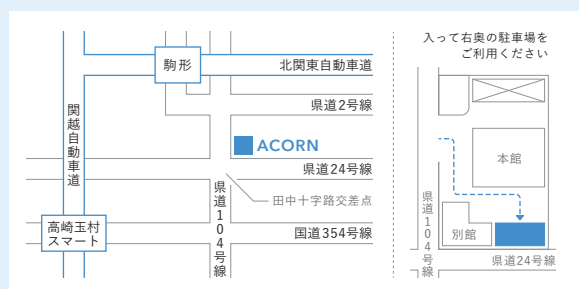 駒形
北関東自動車道
県道2号線
関越自動車道
ACORN
県道24号線
田中十字路交差点
県道104号線
高崎玉村
スマート
国道354号線
入って右奥の駐車場を
ご利用ください
本館
県道104号線
別館
県道24号線